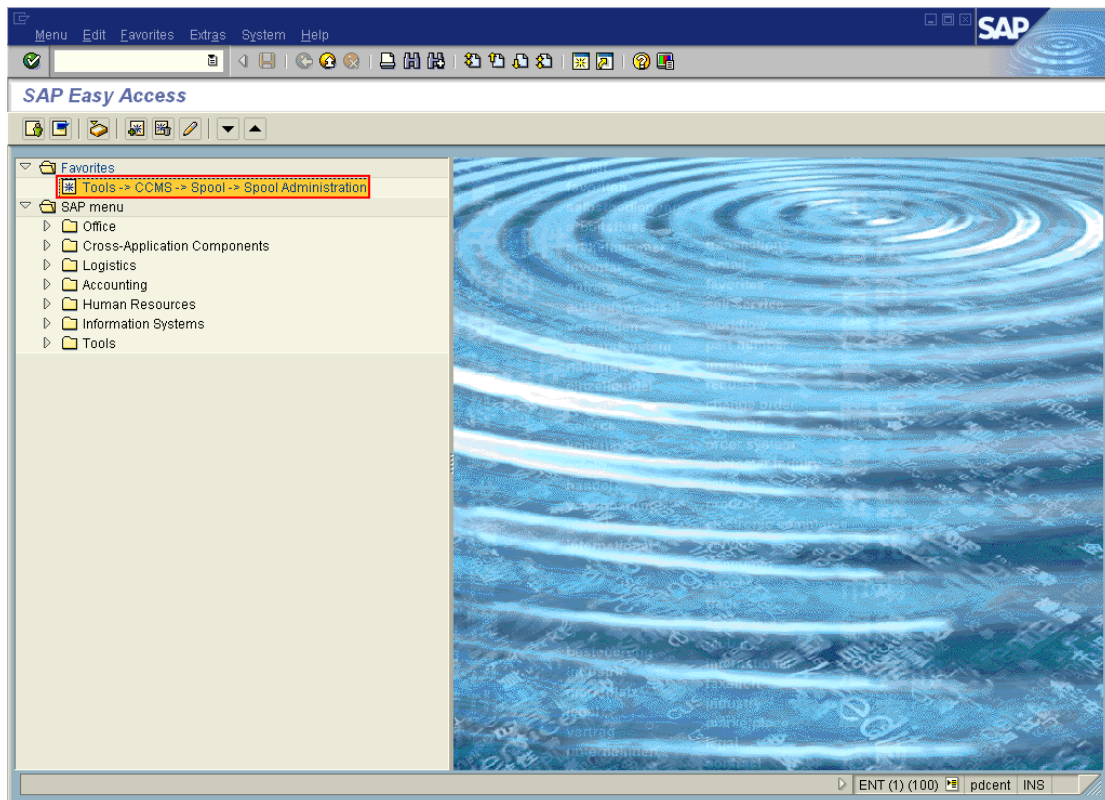 Menu Edit Favorites Extras System Help
SAP
SAP Easy Access
Favorites
Tools -> CCMS -> Spool -> Spool Administration
SAP menu
Office
Cross-Application Components
Logistics
Accounting
Human Resources
Information Systems
Tools
ENT (1) (100) pdcent INS